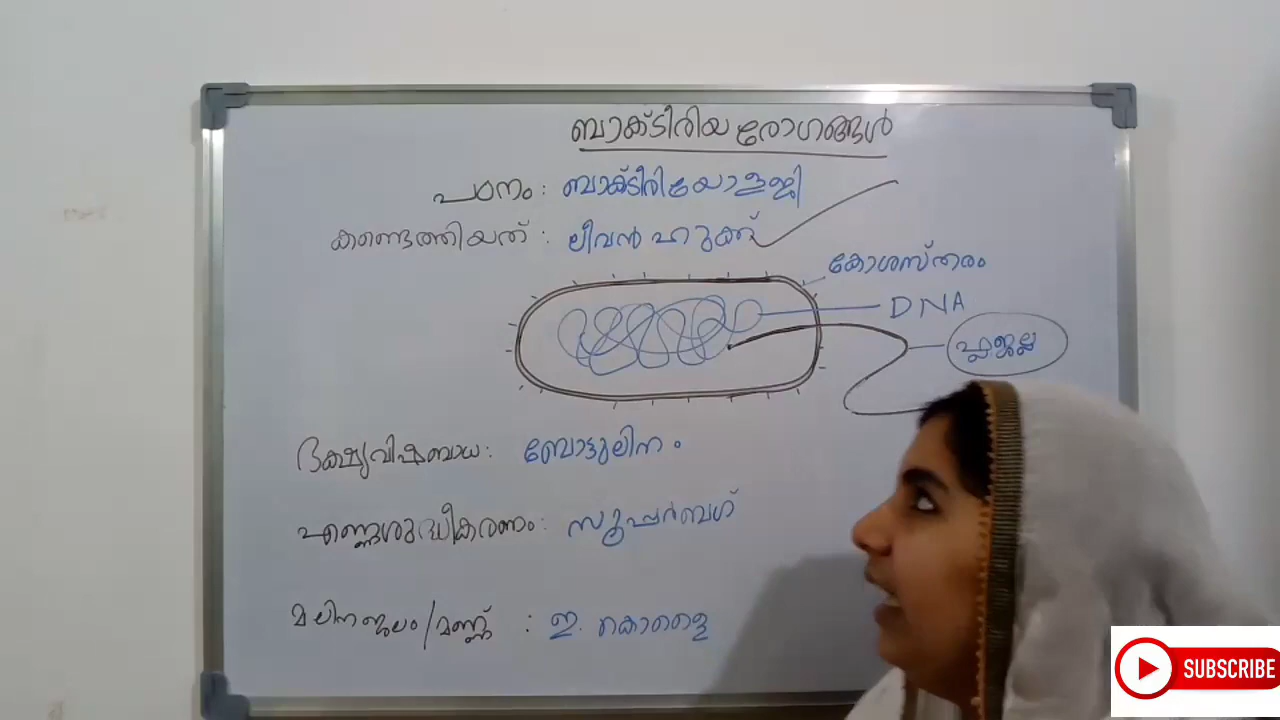 ബാക്ടീരിയ രോഗങ്ങൾ
പഠനം : ബാക്ടീരിയോളജി
കണ്ടെത്തിയത് : ലീവൻ ഹുക്ക്
കോശസ്തരം
DNA
ഫ്ലജല്ല
ഭക്ഷ്യവിഷബാധ : ബോട്ടുലിനം
എണ്ണശുദ്ധീകരണം : സൂപ്പർബഗ്
മലിനജലം/മണ്ണ് : ഇ. കൊളൈ
SUBSCRIBE